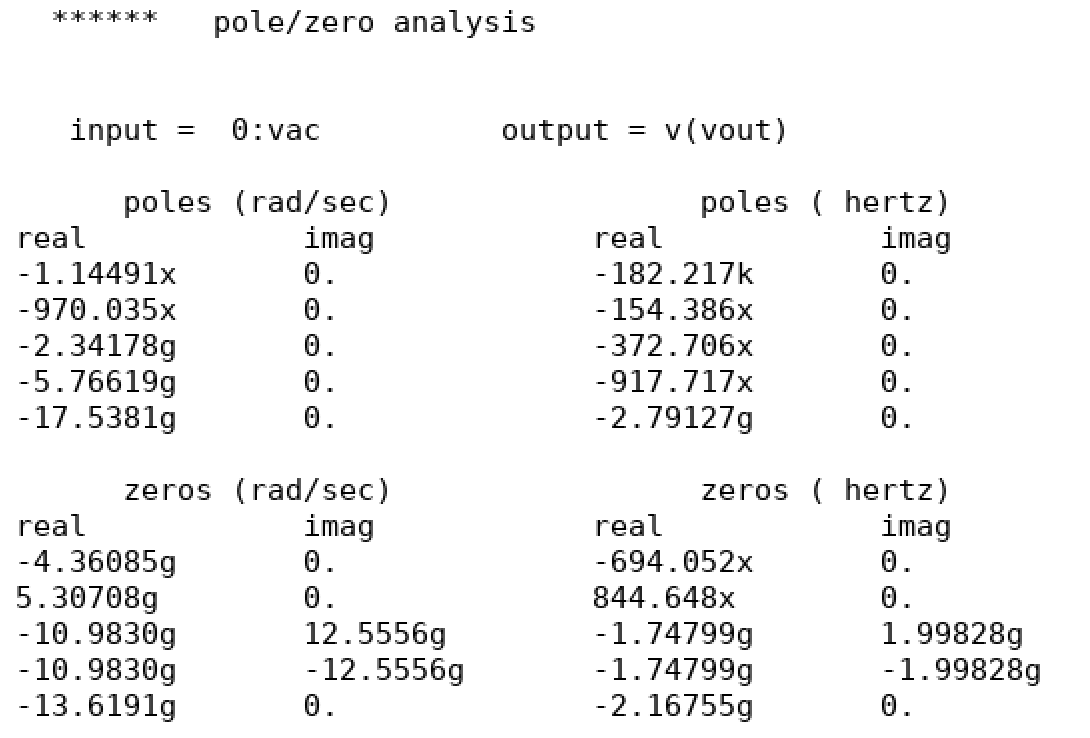 ****** pole/zero analysis
input = 0:vac output = v(vout)
poles (rad/sec) poles ( hertz)
real imag real imag
-1.14491x 0. -182.217k 0.
-970.035x 0. -154.386x 0.
-2.34178g 0. -372.706x 0.
-5.76619g 0. -917.717x 0.
-17.5381g 0. -2.79127g 0.
zeros (rad/sec) zeros ( hertz)
real imag real imag
-4.36085g 0. -694.052x 0.
5.30708g 0. 844.648x 0.
-10.9830g 12.5556g -1.74799g 1.99828g
-10.9830g -12.5556g -1.74799g -1.99828g
-13.6191g 0. -2.16755g 0.